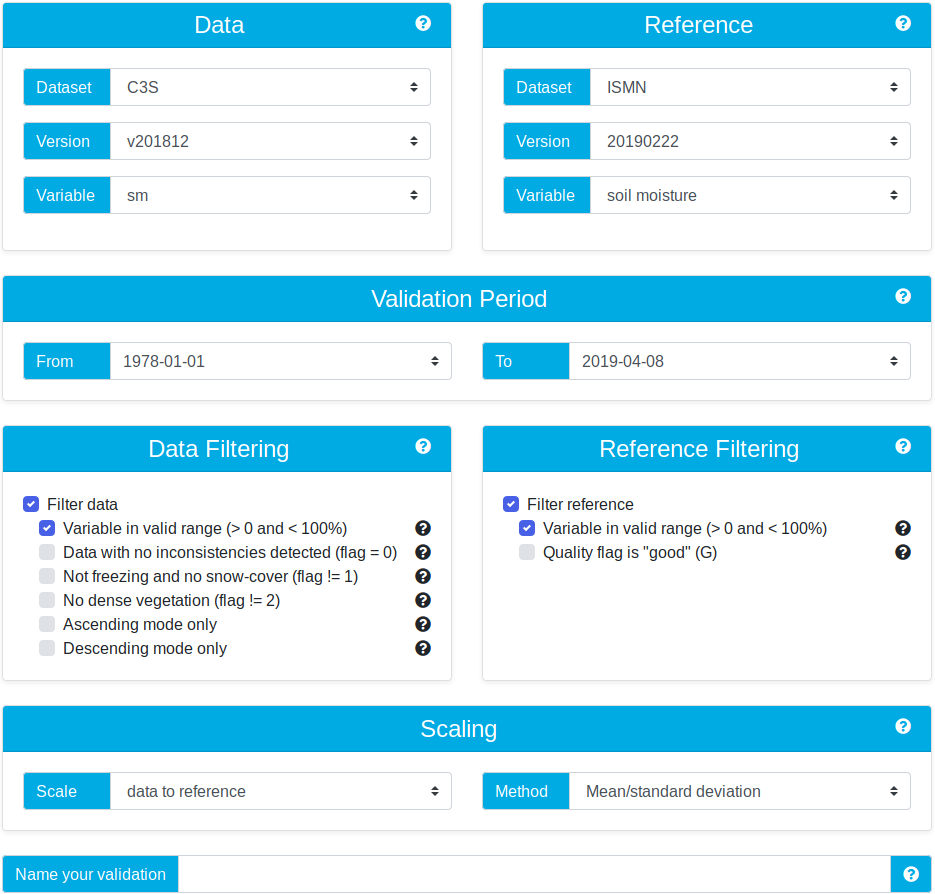 Data
Dataset C3S
Version v201812
Variable sm
Reference
Dataset ISMN
Version 20190222
Variable soil moisture
Validation Period
From 1978-01-01 To 2019-04-08
Data Filtering
Filter data
Variable in valid range (> 0 and < 100%)
Data with no inconsistencies detected (flag = 0)
Not freezing and no snow-cover (flag != 1)
No dense vegetation (flag != 2)
Ascending mode only
Descending mode only
Reference Filtering
Filter reference
Variable in valid range (> 0 and < 100%)
Quality flag is "good" (G)
Scaling
Scale data to reference Method Mean/standard deviation
Name your validation